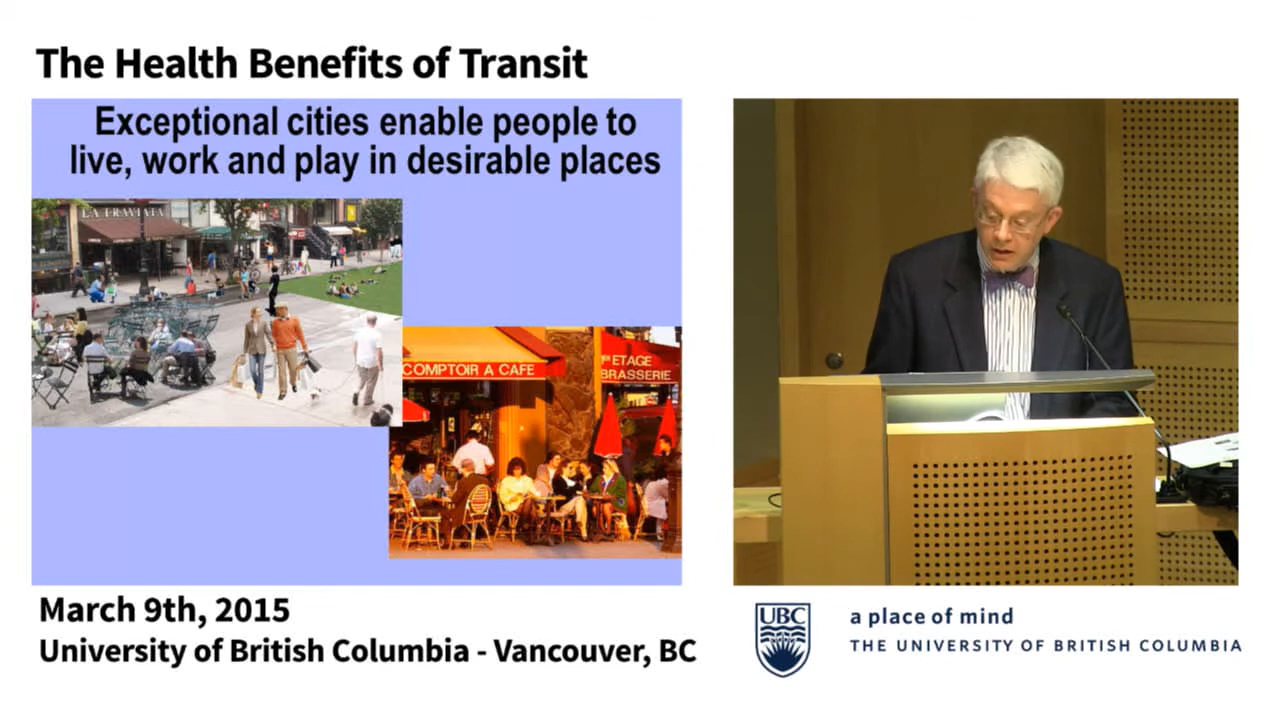 The Health Benefits of Transit
Exceptional cities enable people to
live, work and play in desirable places
LA TRAVIATA
COMPTOIR A CAFE
ETAGE
BRASSERIE
March 9th, 2015
University of British Columbia - Vancouver, BC
UBC
a place of mind
THE UNIVERSITY OF BRITISH COLUMBIA